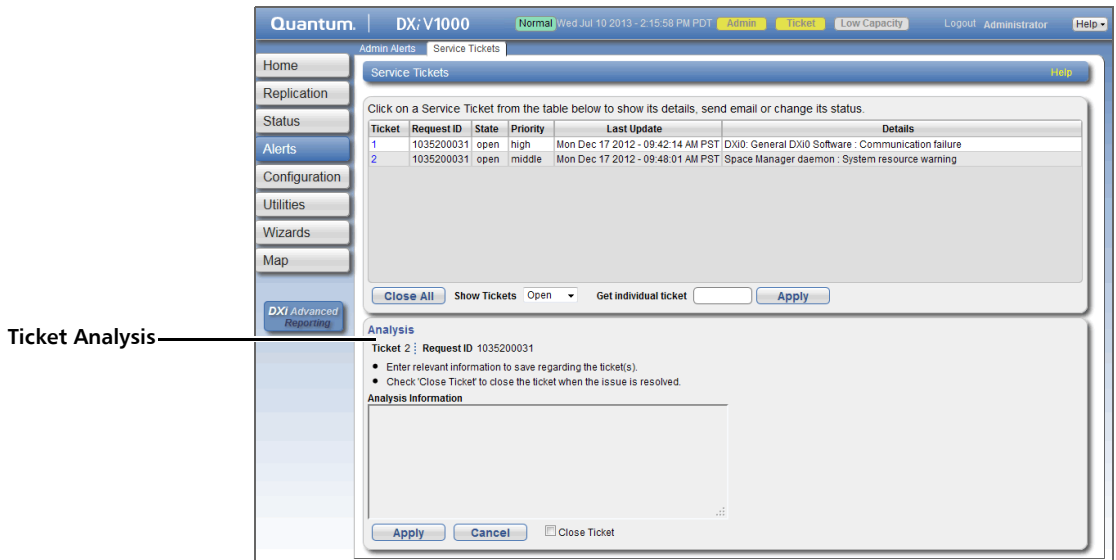 Quantum. DXi V1000 Normal Wed Jul 10 2013 - 2:15:58 PM PDT Admin Ticket Low Capacity Logout Administrator Help
Admin Alerts Service Tickets
Home
Replication
Status
Alerts
Configuration
Utilities
Wizards
Map
DXi Advanced
Reporting
Service Tickets Help
Click on a Service Ticket from the table below to show its details, send email or change its status.
Ticket Request ID State Priority Last Update Details
1 1035200031 open high Mon Dec 17 2012 - 09:42:14 AM PST DXi0: General DXi0 Software : Communication failure
2 1035200031 open middle Mon Dec 17 2012 - 09:48:01 AM PST Space Manager daemon : System resource warning
Close All Show Tickets Open Get individual ticket Apply
Ticket Analysis
Analysis
Ticket 2 Request ID 1035200031
• Enter relevant information to save regarding the ticket(s).
• Check 'Close Ticket' to close the ticket when the issue is resolved.
Analysis Information
Apply Cancel Close Ticket